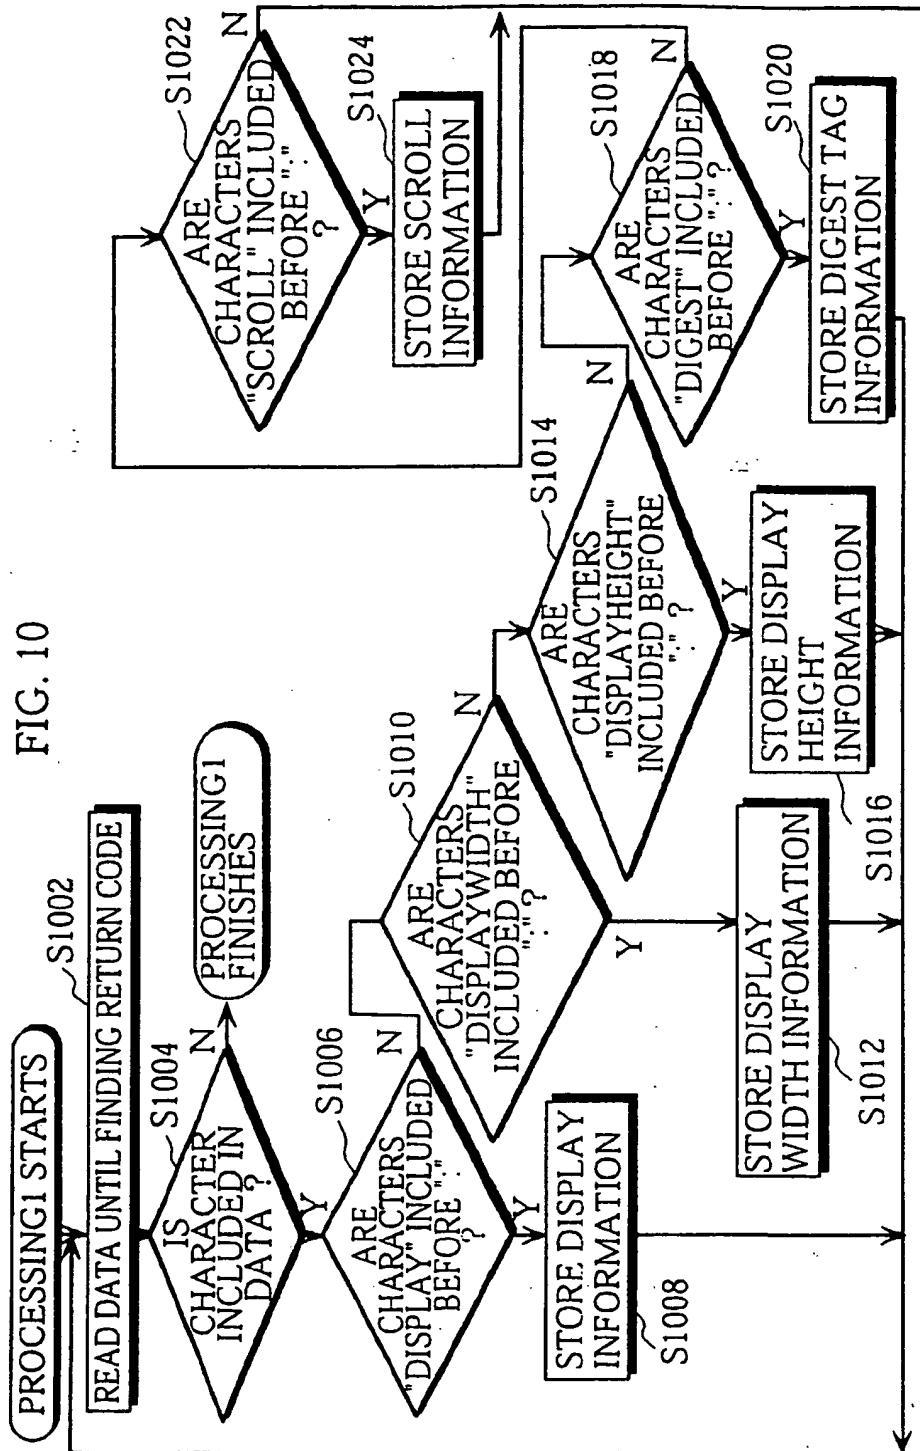 FIG. 10
PROCESSING1 STARTS
S1002
READ DATA UNTIL FINDING RETURN CODE
S1004
IS
CHARACTER
INCLUDED IN
DATA ?
N
PROCESSING1
FINISHES
Y
S1006
ARE
CHARACTERS
"DISPLAY" INCLUDED
BEFORE ":"
?
N
Y
STORE DISPLAY
INFORMATION
S1008
S1010
ARE
CHARACTERS
"DISPLAYWIDTH"
INCLUDED BEFORE
":" ?
N
Y
STORE DISPLAY
WIDTH INFORMATION
S1012
S1014
ARE
CHARACTERS
"DISPLAYHEIGHT"
INCLUDED BEFORE
":" ?
N
Y
STORE DISPLAY
HEIGHT
INFORMATION
S1016
S1018
ARE
CHARACTERS
"DIGEST" INCLUDED
BEFORE ":" ?
N
Y
S1020
STORE DIGEST TAG
INFORMATION
S1022
ARE
CHARACTERS
"SCROLL" INCLUDED
BEFORE ":"
?
N
Y
S1024
STORE SCROLL
INFORMATION